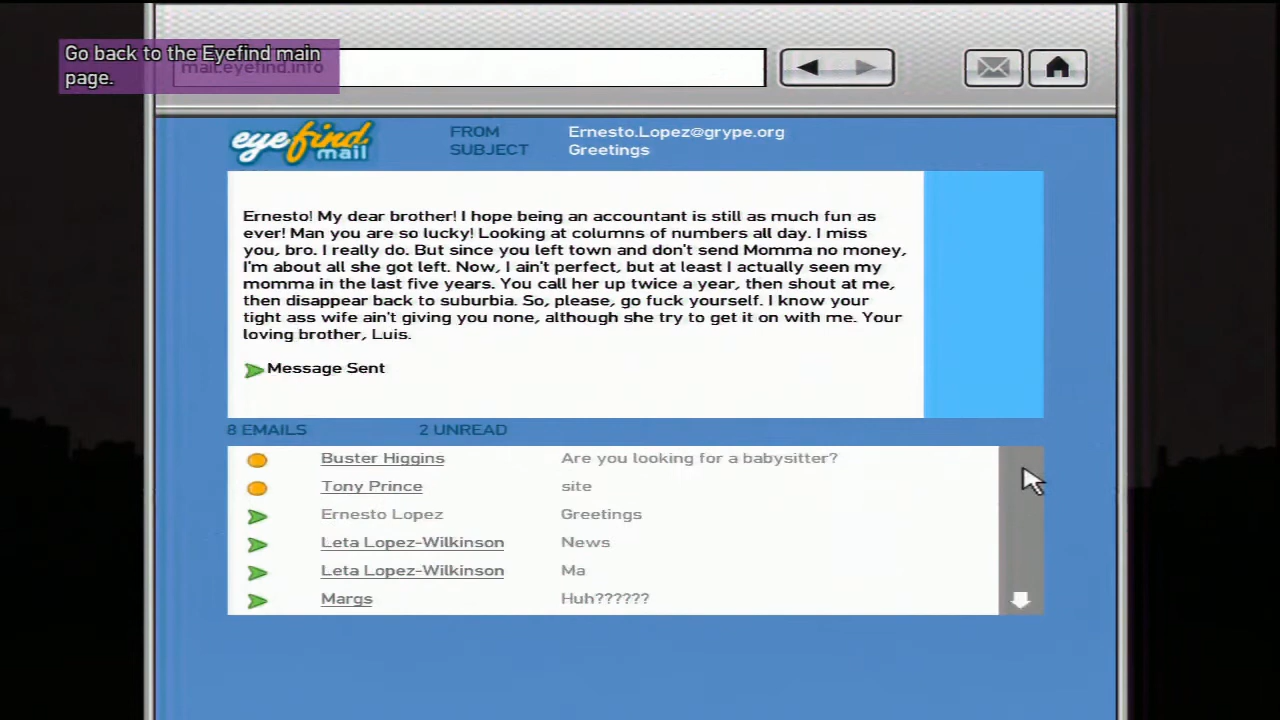 Go back to the Eyefind main
page.
mail.eyefind.info
eyefind
mail
FROM Ernesto.Lopez@grype.org
SUBJECT Greetings
Ernesto! My dear brother! I hope being an accountant is still as much fun as
ever! Man you are so lucky! Looking at columns of numbers all day. I miss
you, bro. I really do. But since you left town and don't send Momma no money,
I'm about all she got left. Now, I ain't perfect, but at least I actually seen my
momma in the last five years. You call her up twice a year, then shout at me,
then disappear back to suburbia. So, please, go fuck yourself. I know your
tight ass wife ain't giving you none, although she try to get it on with me. Your
loving brother, Luis.
Message Sent
8 EMAILS 2 UNREAD
Buster Higgins Are you looking for a babysitter?
Tony Prince site
Ernesto Lopez Greetings
Leta Lopez-Wilkinson News
Leta Lopez-Wilkinson Ma
Margs Huh??????